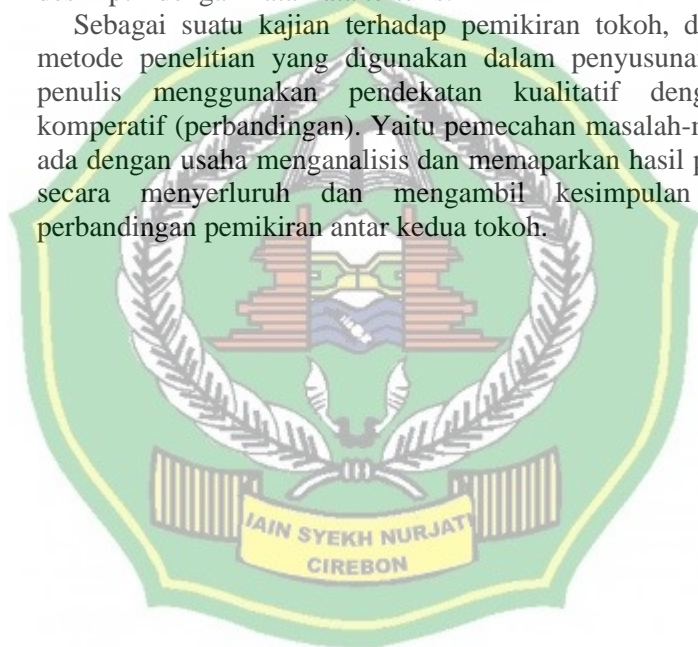 Sebagai suatu kajian terhadap pemikiran tokoh, d
metode penelitian yang digunakan dalam penyusunan
penulis menggunakan pendekatan kualitatif deng
komperatif (perbandingan). Yaitu pemecahan masalah-m
ada dengan usaha menganalisis dan memaparkan hasil p
secara menyerluruh dan mengambil kesimpulan
perbandingan pemikiran antar kedua tokoh.
IAIN SYEKH NURJATI
CIREBON